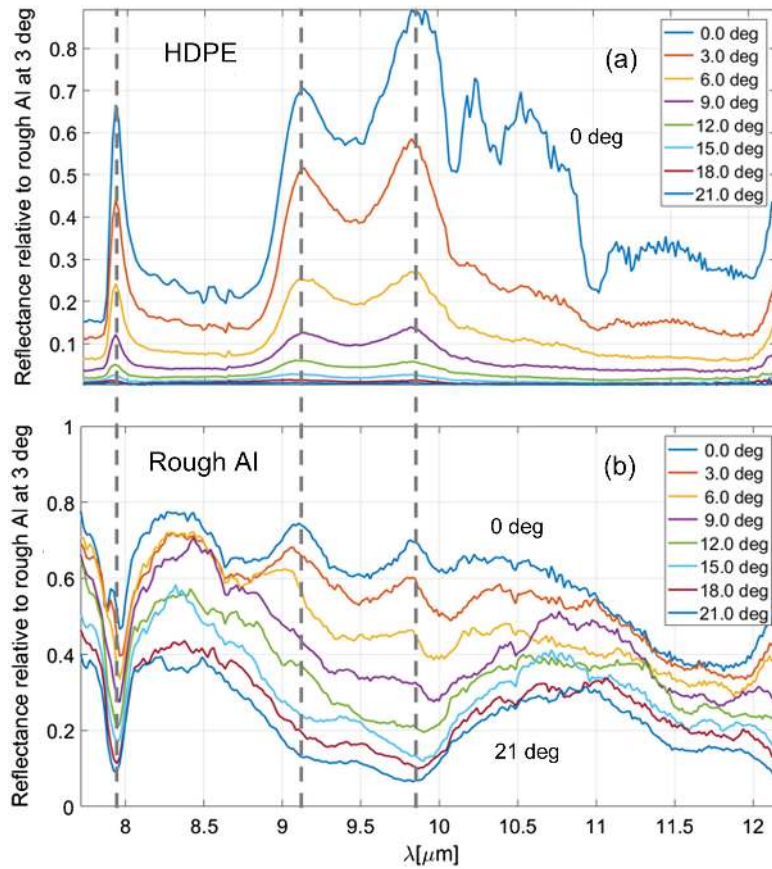 Reflectance relative to rough Al at 3 deg
0.8
0.7
0.6
0.5
0.4
0.3
0.2
0.1
HDPE
(a)
0 deg
0.0 deg
3.0 deg
6.0 deg
9.0 deg
12.0 deg
15.0 deg
18.0 deg
21.0 deg
Reflectance relative to rough Al at 3 deg
1
0.8
0.6
0.4
0.2
0
Rough Al
(b)
0 deg
21 deg
0.0 deg
3.0 deg
6.0 deg
9.0 deg
12.0 deg
15.0 deg
18.0 deg
21.0 deg
8
8.5
9
9.5
10
10.5
11
11.5
12
λ[μm]